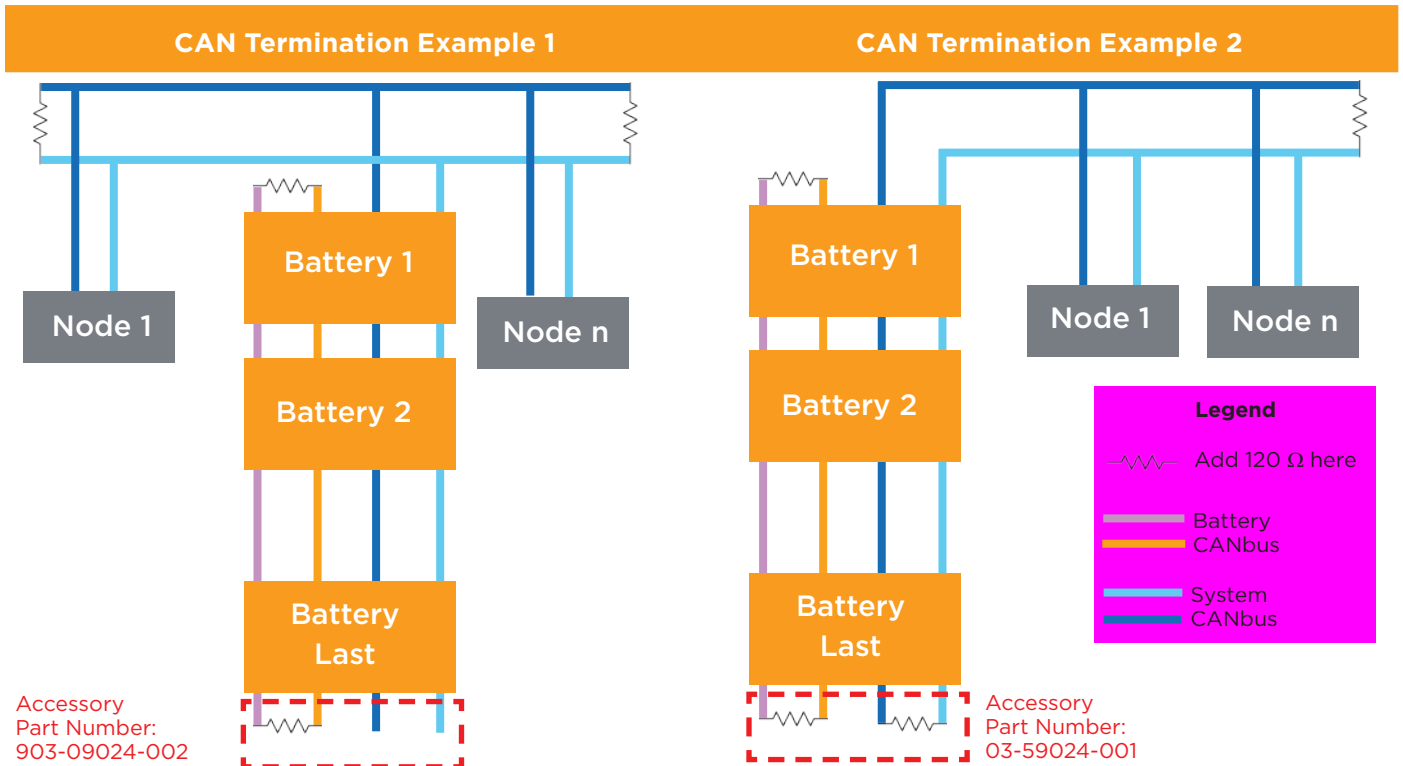 CAN Termination Example 1
CAN Termination Example 2
Battery 1
Node 1
Node n
Battery 2
Battery
Last
Accessory
Part Number:
903-09024-002
Battery 1
Node 1
Node n
Battery 2
Battery
Last
Accessory
Part Number:
03-59024-001
Legend
Add 120 Ω here
Battery
CANbus
System
CANbus